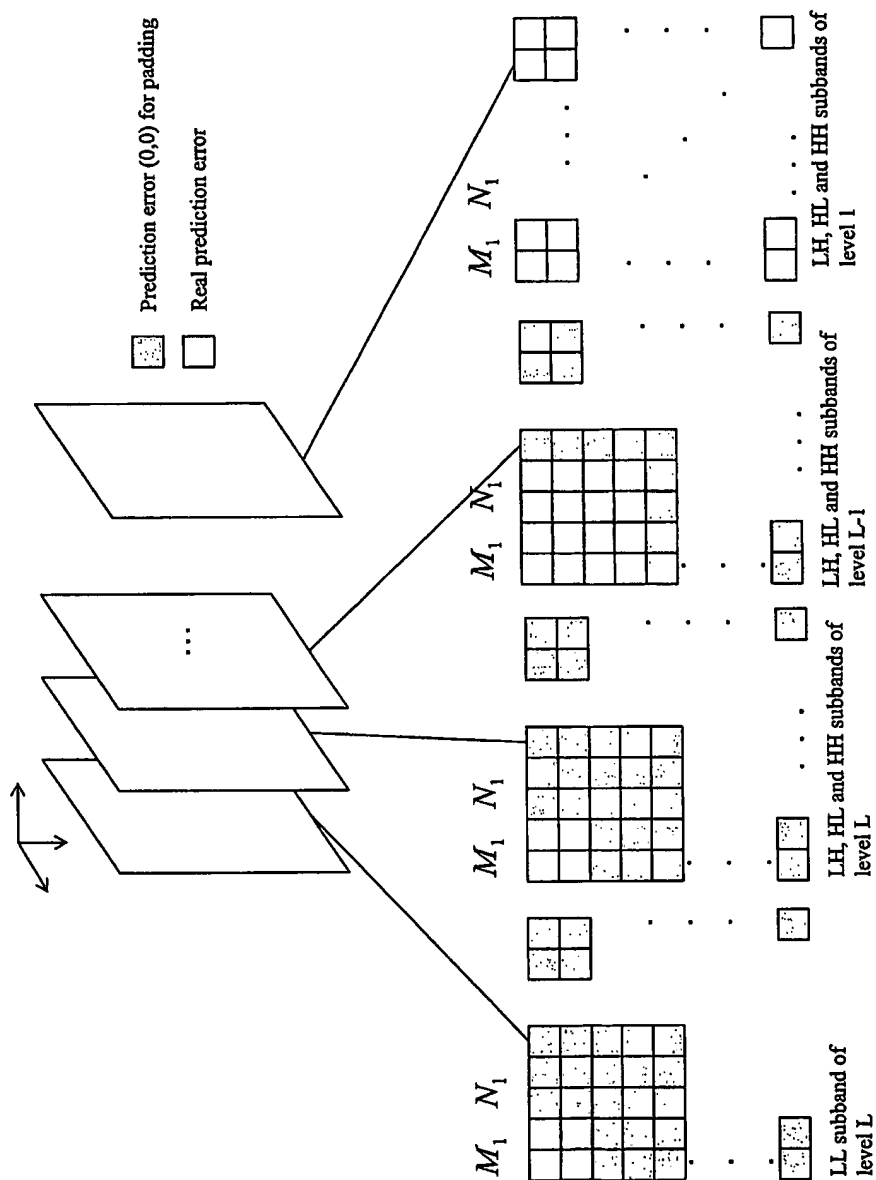 Prediction error (0,0) for padding
Real prediction error
...
M₁ N₁
M₁ N₁
M₁ N₁
M₁ N₁
LL subband of
level L
LH, HL and HH subbands of
level L
LH, HL and HH subbands of
level L-1
LH, HL and HH subbands of
level 1